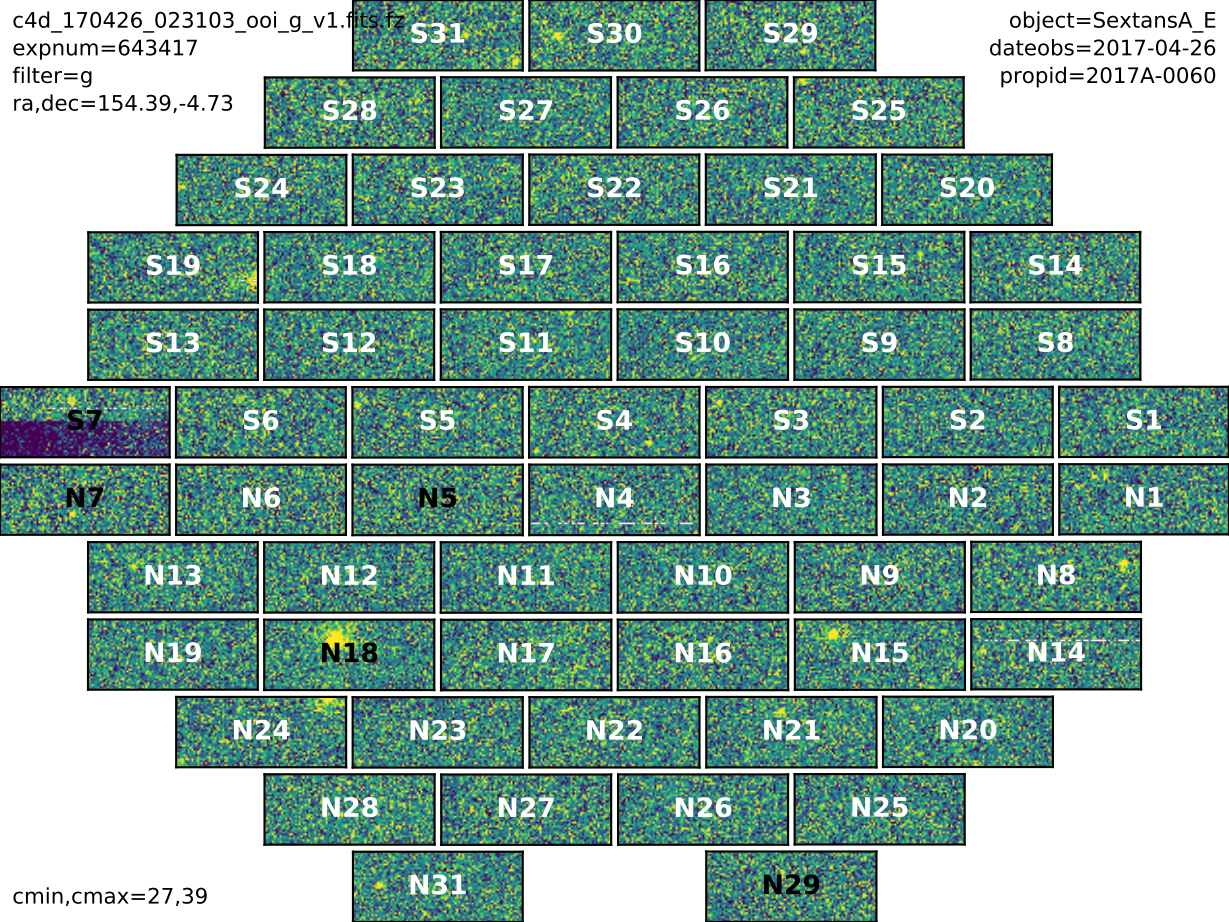 c4d_170426_023103_ooi_g_v1.fits.fz
expnum=643417
filter=g
ra,dec=154.39,-4.73
object=SextansA_E
dateobs=2017-04-26
propid=2017A-0060
S31 S30 S29
S28 S27 S26 S25
S24 S23 S22 S21 S20
S19 S18 S17 S16 S15 S14
S13 S12 S11 S10 S9 S8
S7 S6 S5 S4 S3 S2 S1
N7 N6 N5 N4 N3 N2 N1
N13 N12 N11 N10 N9 N8
N19 N18 N17 N16 N15 N14
N24 N23 N22 N21 N20
N28 N27 N26 N25
N31 N29
cmin,cmax=27,39